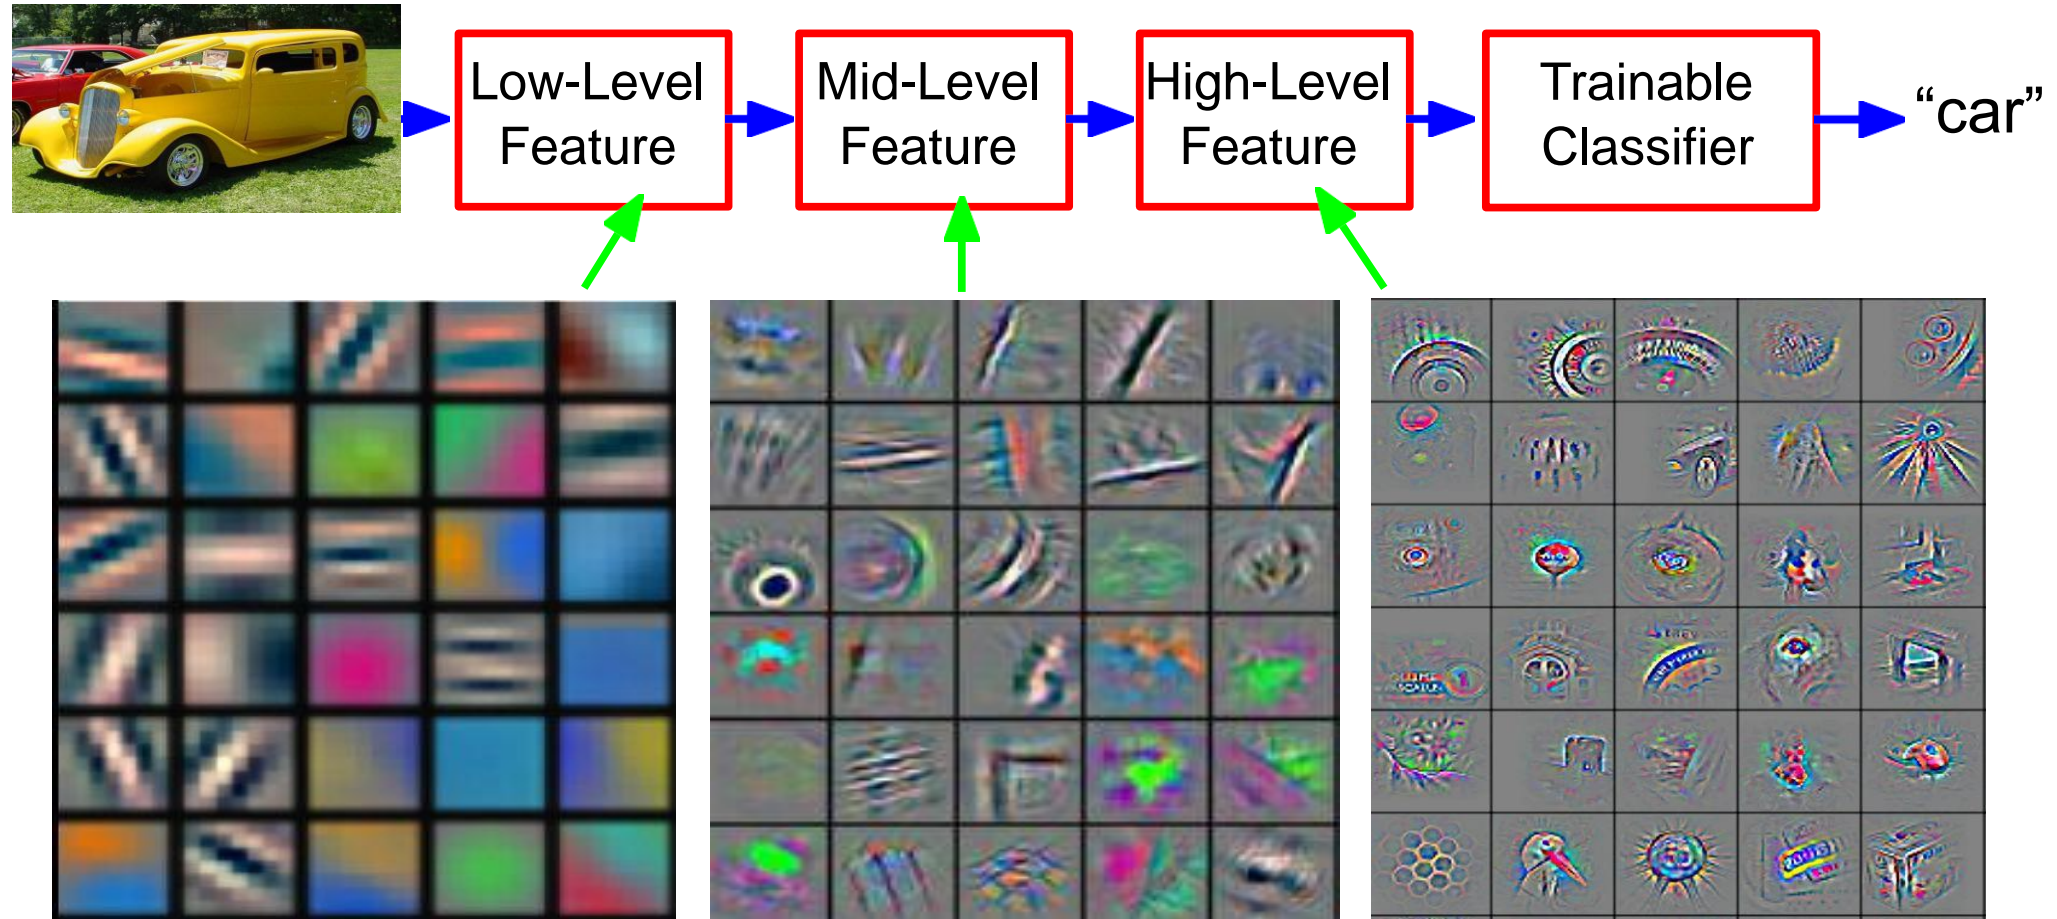 Low-Level
Feature
Mid-Level
Feature
High-Level
Feature
Trainable
Classifier
“car”